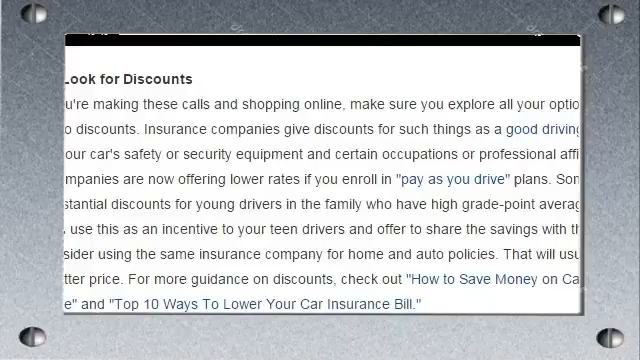 Look for Discounts
u're making these calls and shopping online, make sure you explore all your optio
o discounts. Insurance companies give discounts for such things as a good driving
our car's safety or security equipment and certain occupations or professional affi
mpanies are now offering lower rates if you enroll in "pay as you drive" plans. Som
stantial discounts for young drivers in the family who have high grade-point averag
use this as an incentive to your teen drivers and offer to share the savings with th
sider using the same insurance company for home and auto policies. That will usu
tter price. For more guidance on discounts, check out "How to Save Money on Ca
e" and "Top 10 Ways To Lower Your Car Insurance Bill."